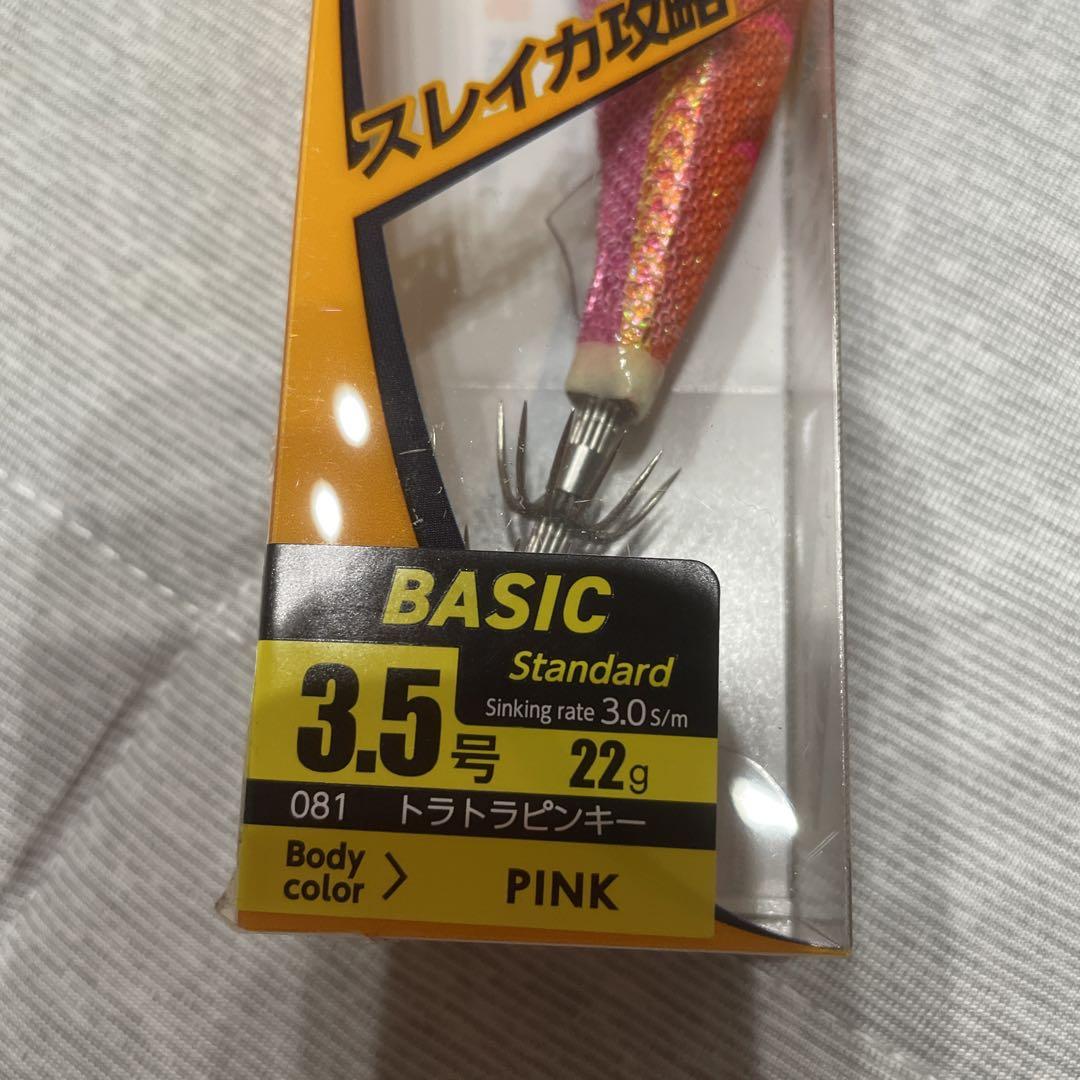 スレイカ攻略
BASIC
Standard
Sinking rate 3.0 S/m
3.5号 22g
081 トラトラピンキー
Body color > PINK